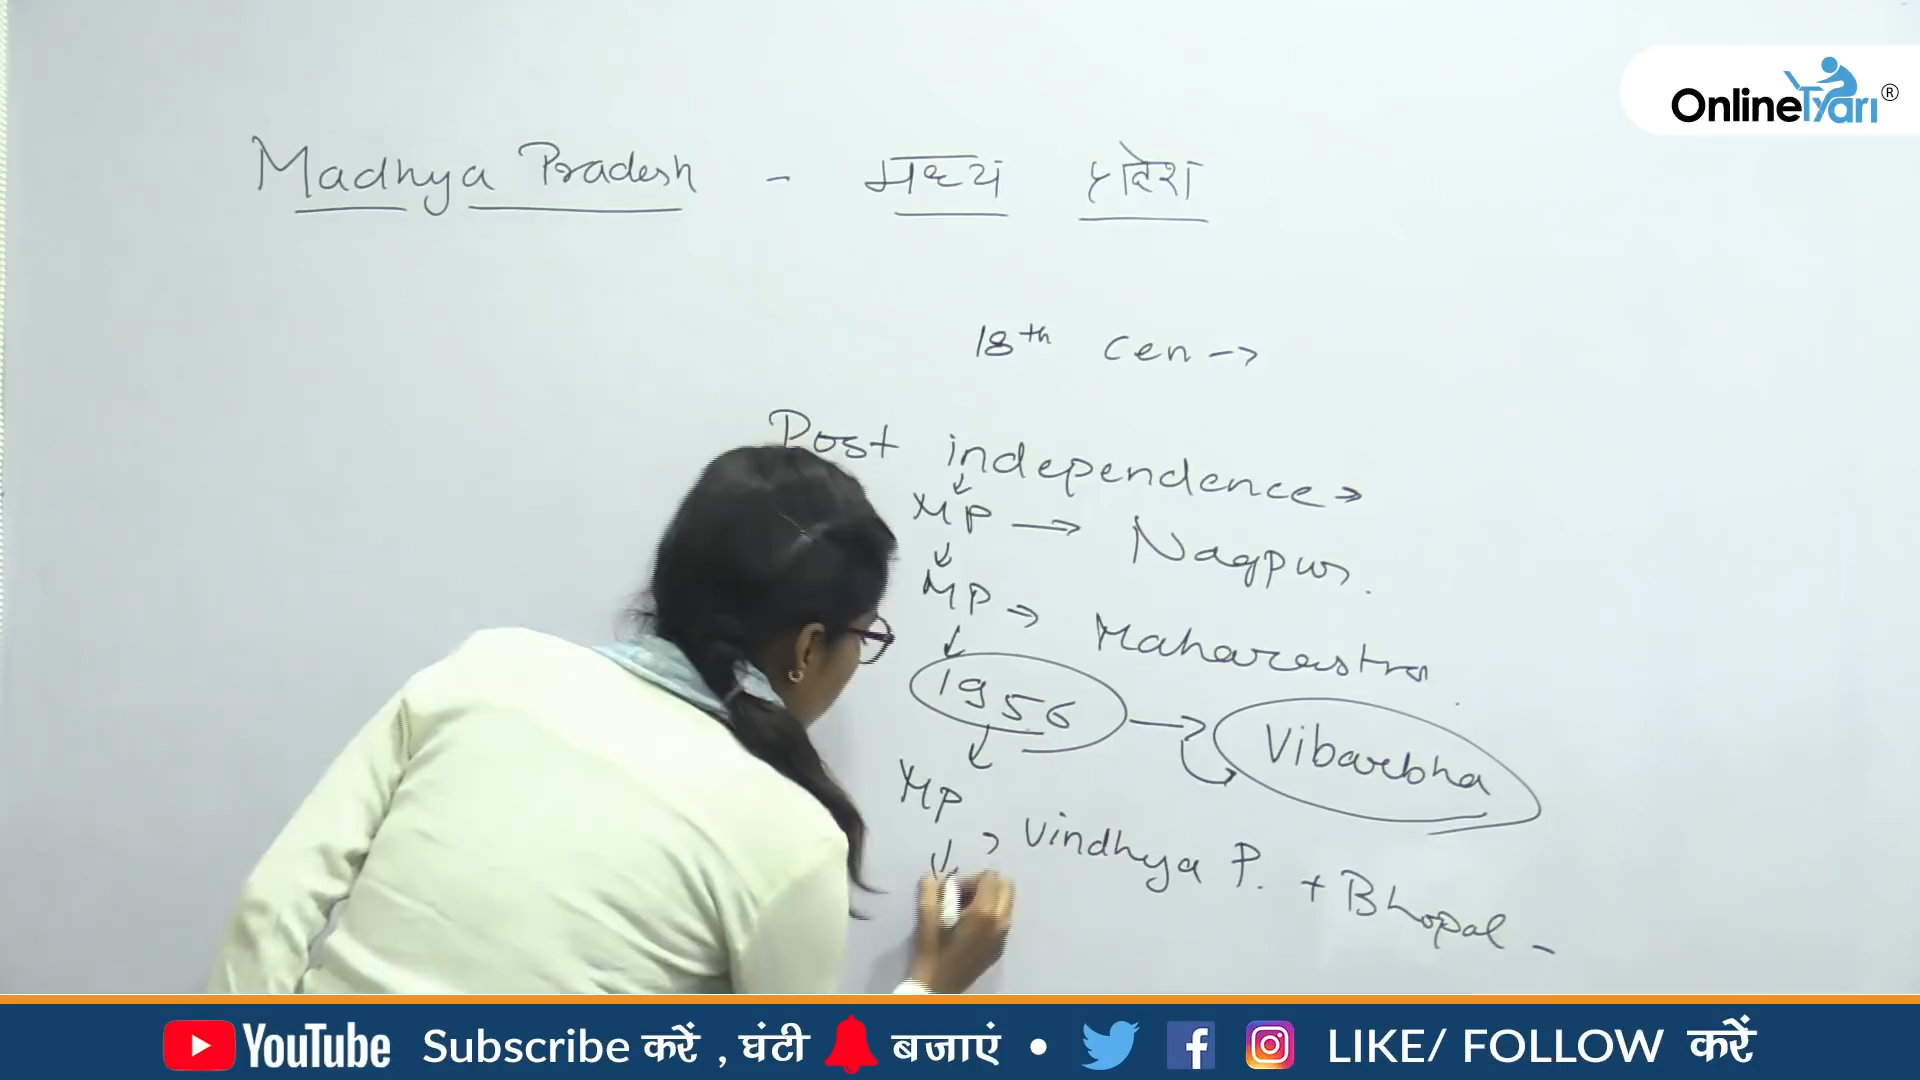 OnlineTyari®
Madhya Pradesh - मध्य प्रदेश
18th Cen →
Post independence →
MP → Nagpur.
MP → Maharastra
1956 → Vibarbha
MP → Vindhya P. + Bhopal -
YouTube Subscribe करें , घंटी बजाएं • LIKE/ FOLLOW करें